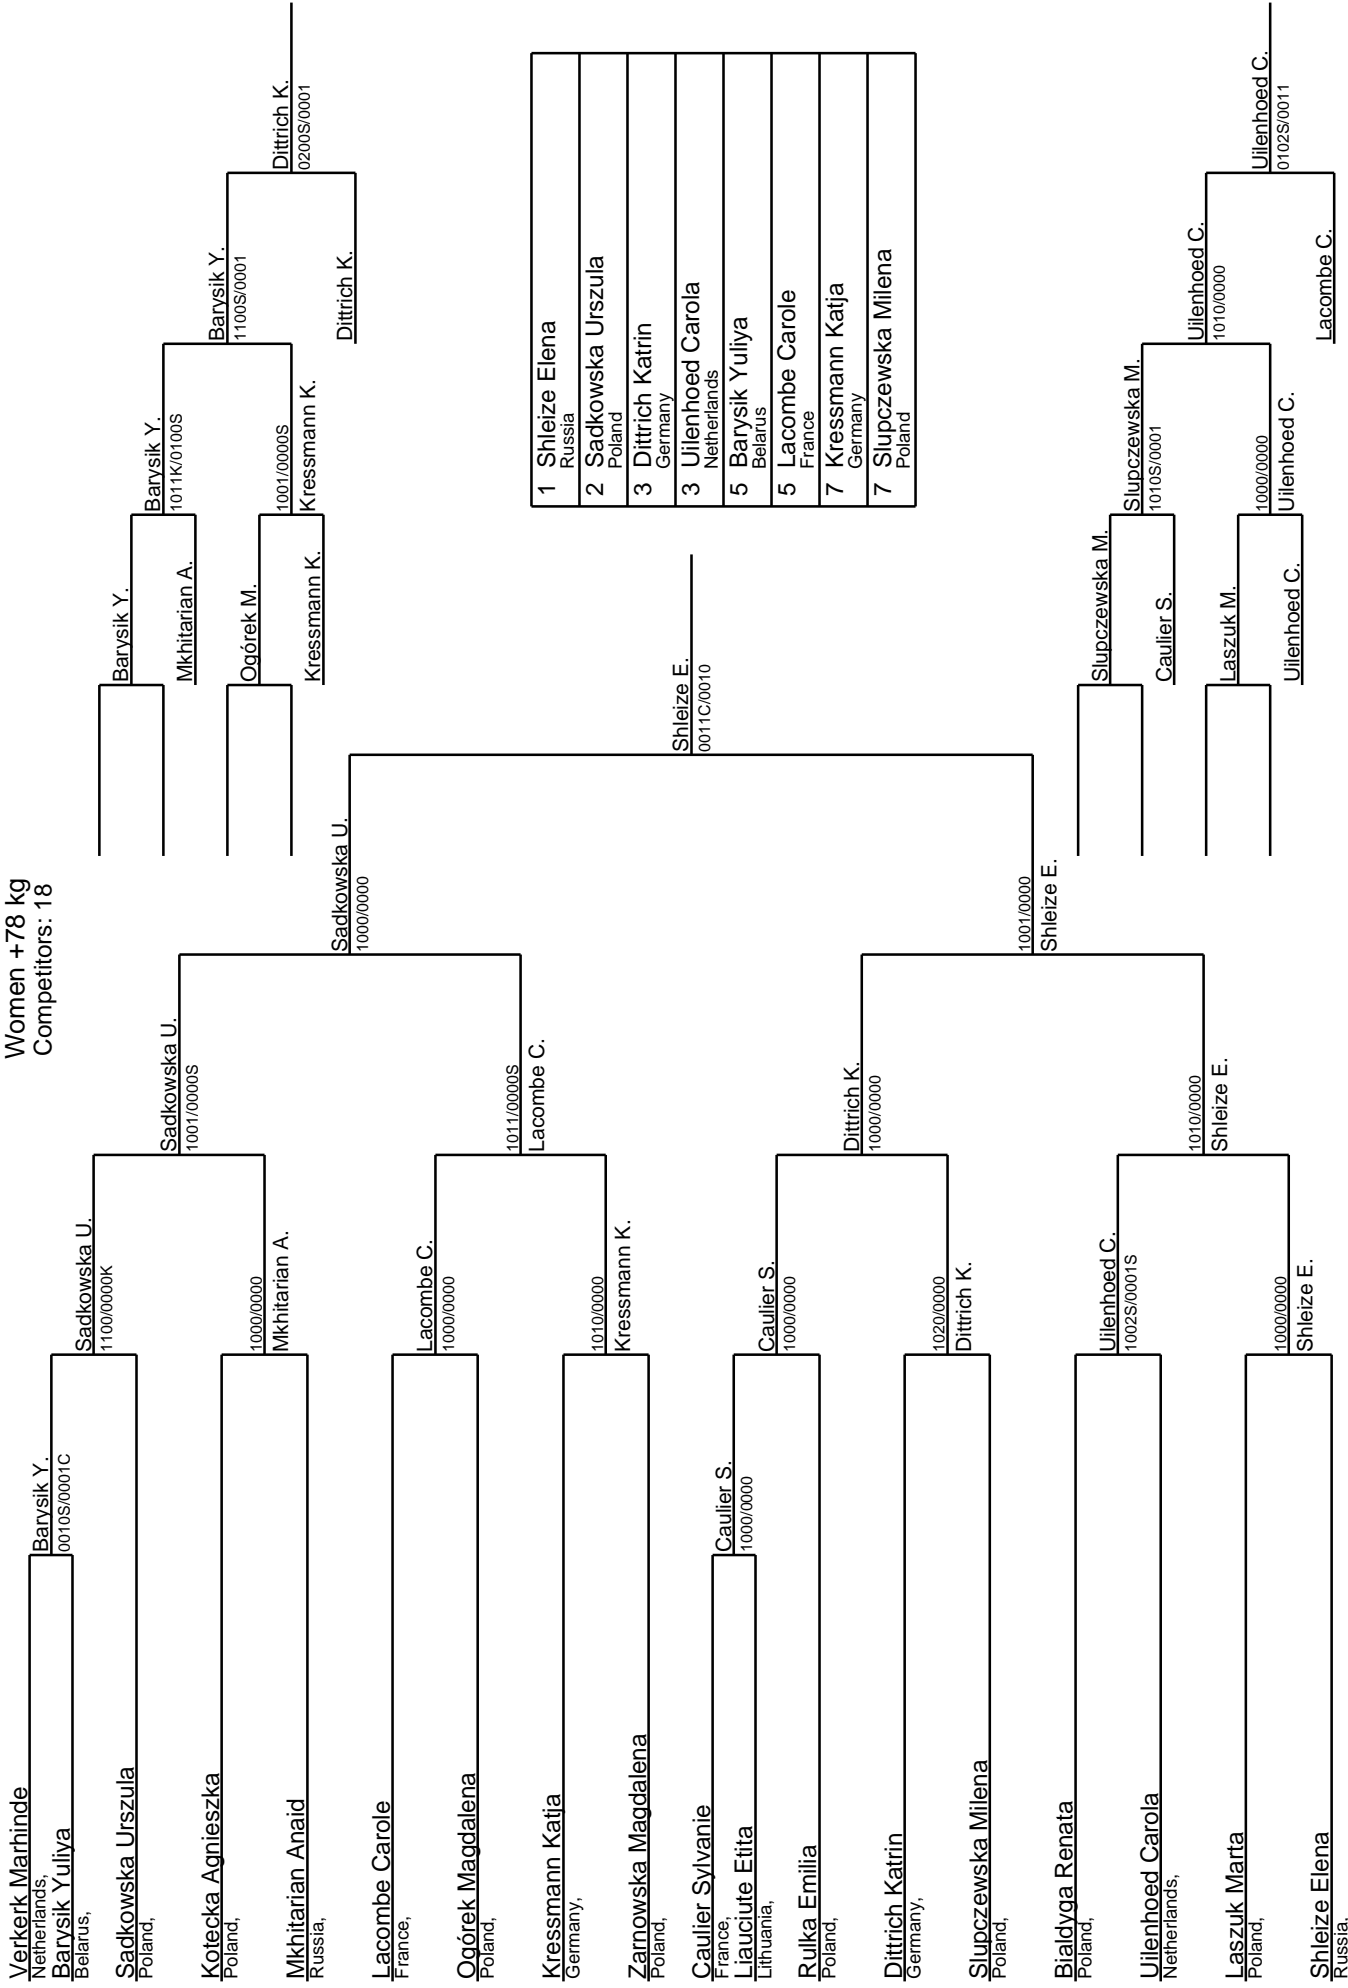 Women +78 kg
Competitors: 18
Verkerk Marhinde
Netherlands,
Barysik Yuliya
Belarus,
Sadkowska Urszula
Poland,
Kotecka Agnieszka
Poland,
Mkhitarian Anaid
Russia,
Lacombe Carole
France,
Ogórek Magdalena
Poland,
Kressmann Katja
Germany,
Zarnowska Magdalena
Poland,
Caulier Sylvanie
France,
Liauciute Etita
Lithuania,
Rulka Emilia
Poland,
Dittrich Katrin
Germany,
Slupczewska Milena
Poland,
Bialdyga Renata
Poland,
Uilenhoed Carola
Netherlands,
Laszuk Marta
Poland,
Shleize Elena
Russia.
Barysik Y.
0010S/0001C
Caulier S.
1000/0000
Sadkowska U.
1100/0000K
1000/0000
Mkhitarian A.
Lacombe C.
1000/0000
1010/0000
Kressmann K.
Caulier S.
1000/0000
1020/0000
Dittrich K.
Uilenhoed C.
1002S/0001S
1000/0000
Shleize E.
Sadkowska U.
1001/0000S
1011/0000S
Lacombe C.
Dittrich K.
1000/0000
1010/0000
Shleize E.
Sadkowska U.
1000/0000
1001/0000
Shleize E.
Shleize E.
0011C/0010
Barysik Y.
Mkhitarian A.
Ogórek M.
Kressmann K.
Barysik Y.
1011K/0100S
1001/0000S
Kressmann K.
Barysik Y.
1100S/0001
Dittrich K.
Dittrich K.
0200S/0001
1 Shleize Elena
Russia
2 Sadkowska Urszula
Poland
3 Dittrich Katrin
Germany
3 Uilenhoed Carola
Netherlands
5 Barysik Yuliya
Belarus
5 Lacombe Carole
France
7 Kressmann Katja
Germany
7 Slupczewska Milena
Poland
Slupczewska M.
Caulier S.
Laszuk M.
Uilenhoed C.
Slupczewska M.
1010S/0001
1000/0000
Uilenhoed C.
Uilenhoed C.
1010/0000
Lacombe C.
Uilenhoed C.
0102S/0011